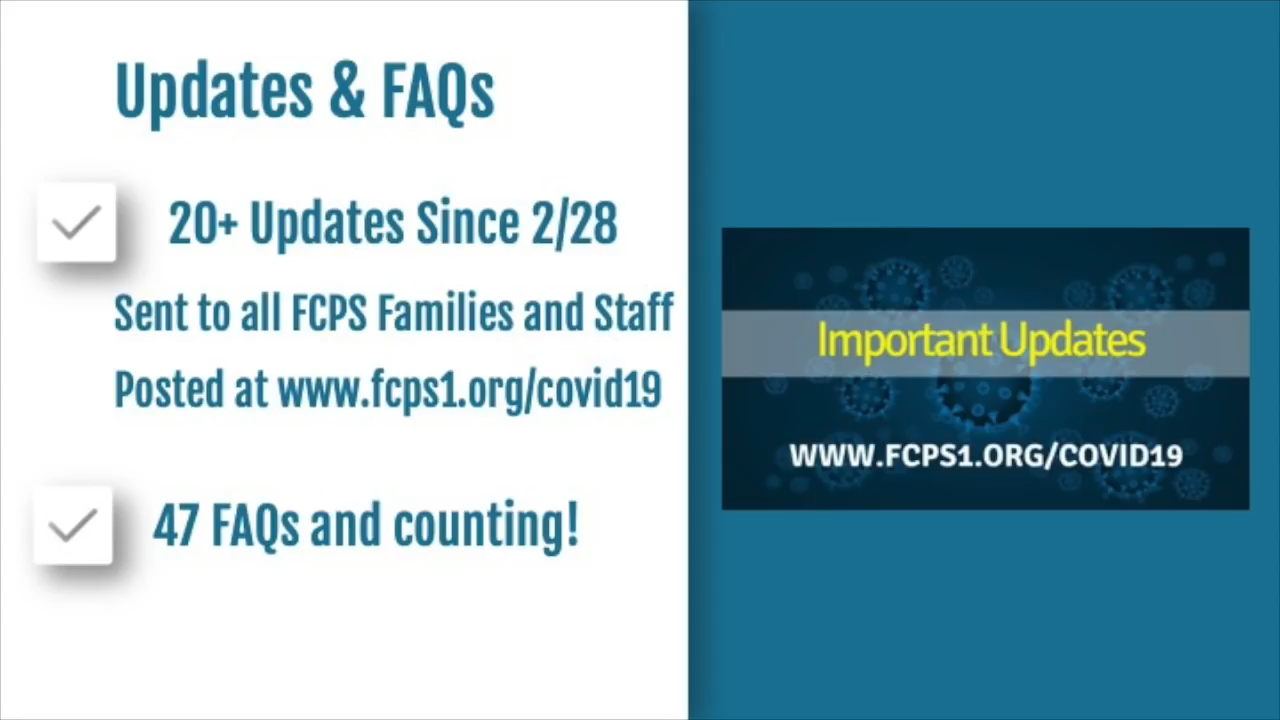 Updates & FAQs
20+ Updates Since 2/28
Sent to all FCPS Families and Staff
Posted at www.fcps1.org/covid19
47 FAQs and counting!
Important Updates
WWW.FCPS1.ORG/COVID19